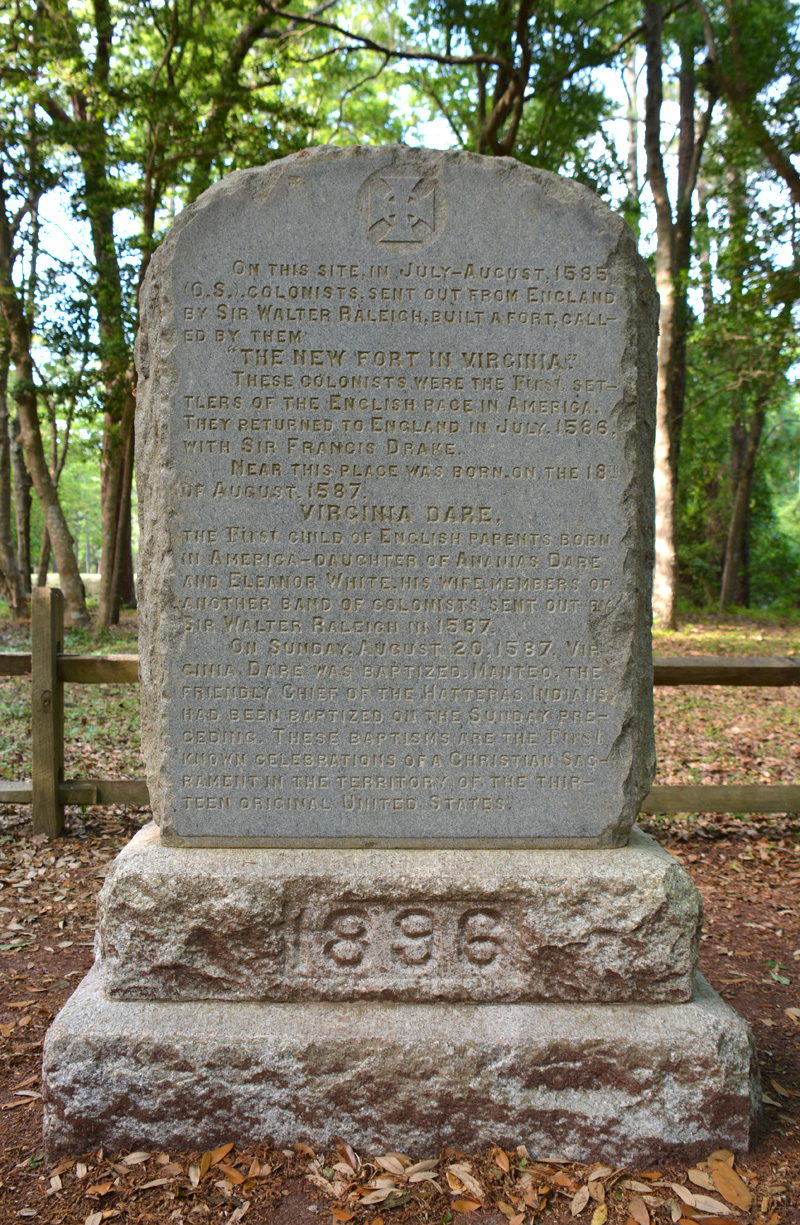 ON THIS SITE, IN JULY-AUGUST, 1585
(O.S.), COLONISTS, SENT OUT FROM ENGLAND
BY SIR WALTER RALEIGH, BUILT A FORT, CALL-
ED BY THEM
"THE NEW FORT IN VIRGINIA."
THESE COLONISTS WERE THE FIRST SET-
TLERS OF THE ENGLISH RACE IN AMERICA.
THEY RETURNED TO ENGLAND IN JULY, 1586,
WITH SIR FRANCIS DRAKE.
NEAR THIS PLACE WAS BORN, ON THE 18TH
OF AUGUST, 1587,
VIRGINIA DARE,
THE FIRST CHILD OF ENGLISH PARENTS BORN
IN AMERICA-DAUGHTER OF ANANIAS DARE
AND ELEANOR WHITE, HIS WIFE, MEMBERS OF
ANOTHER BAND OF COLONISTS, SENT OUT BY
SIR WALTER RALEIGH IN 1587.
ON SUNDAY, AUGUST 20, 1587, VIR-
GINIA DARE WAS BAPTIZED. MANTEO, THE
FRIENDLY CHIEF OF THE HATTERAS INDIANS,
HAD BEEN BAPTIZED ON THE SUNDAY PRE-
CEDING. THESE BAPTISMS ARE THE FIRST
KNOWN CELEBRATIONS OF A CHRISTIAN SAC-
RAMENT IN THE TERRITORY OF THE THIR-
TEEN ORIGINAL UNITED STATES.
1896